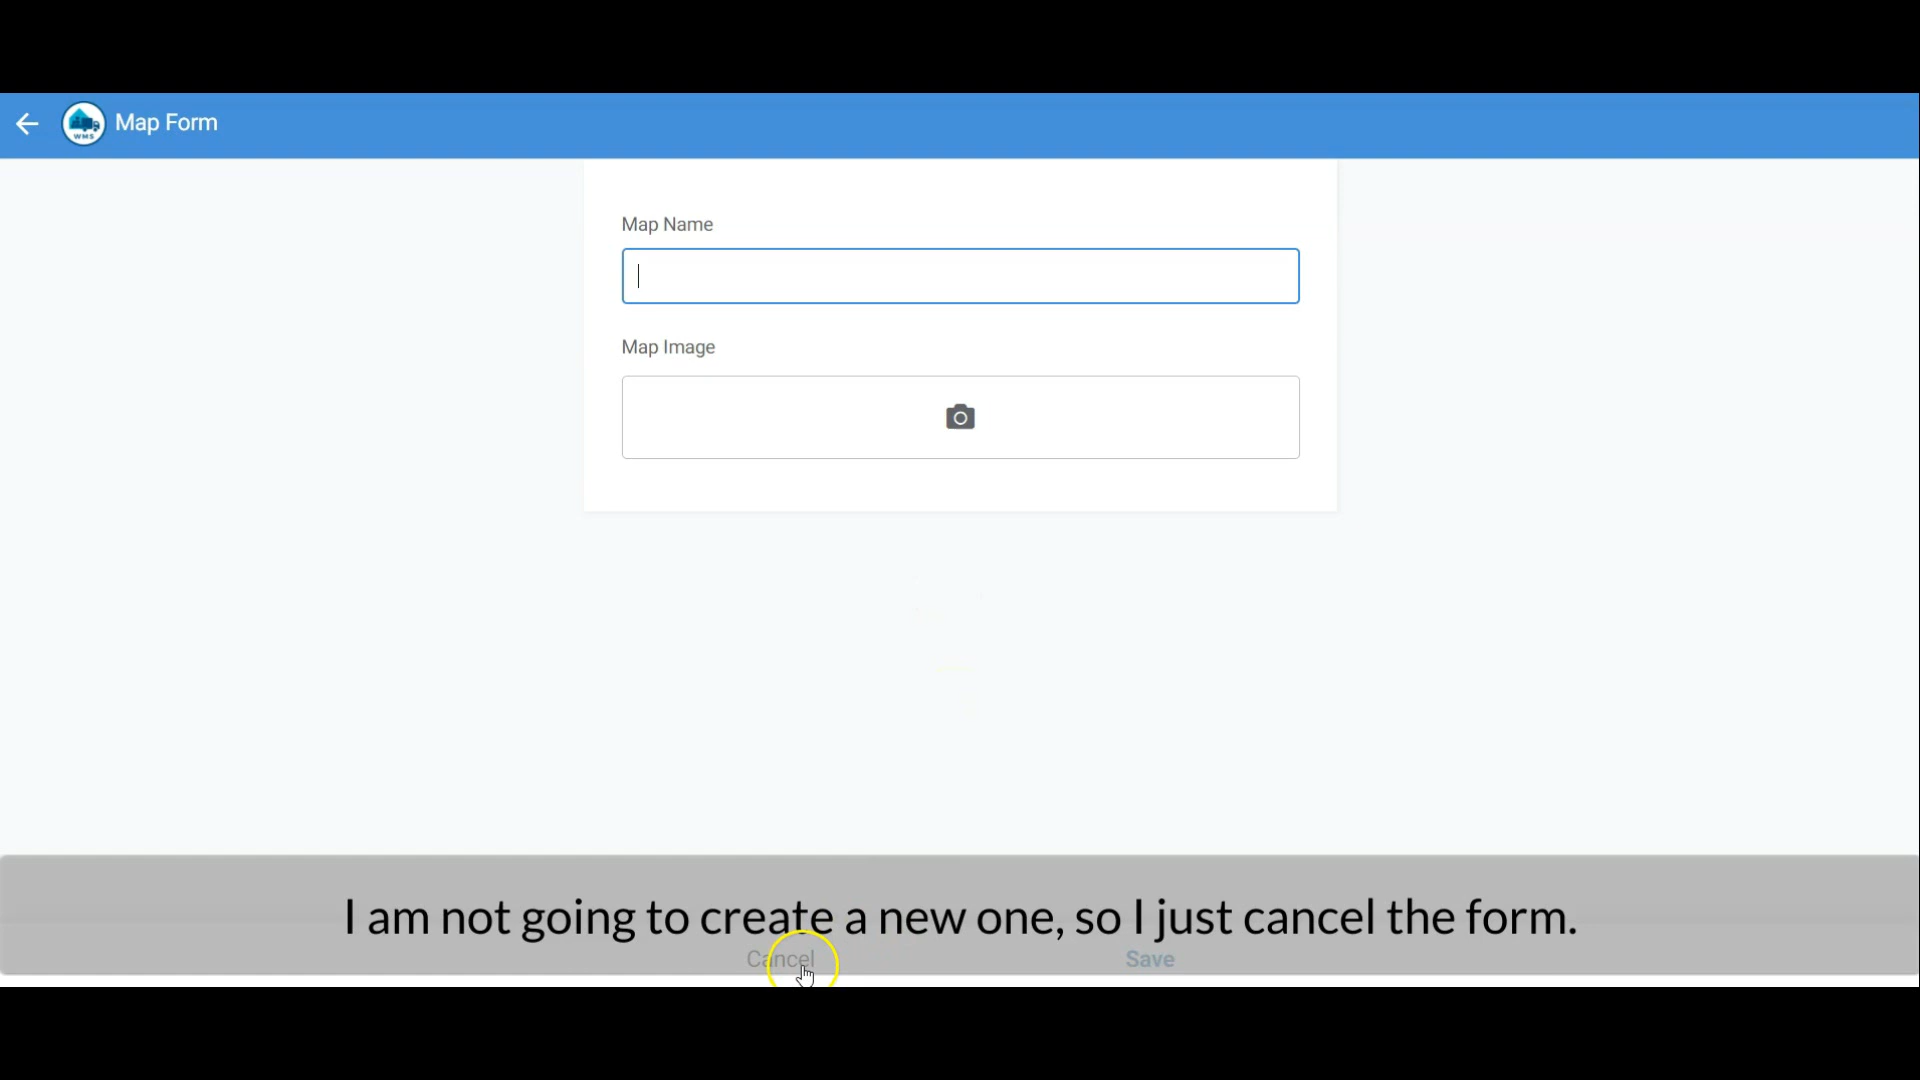 WMS
Map Form
Map Name
Map Image
I am not going to create a new one, so I just cancel the form.
Cancel
Save